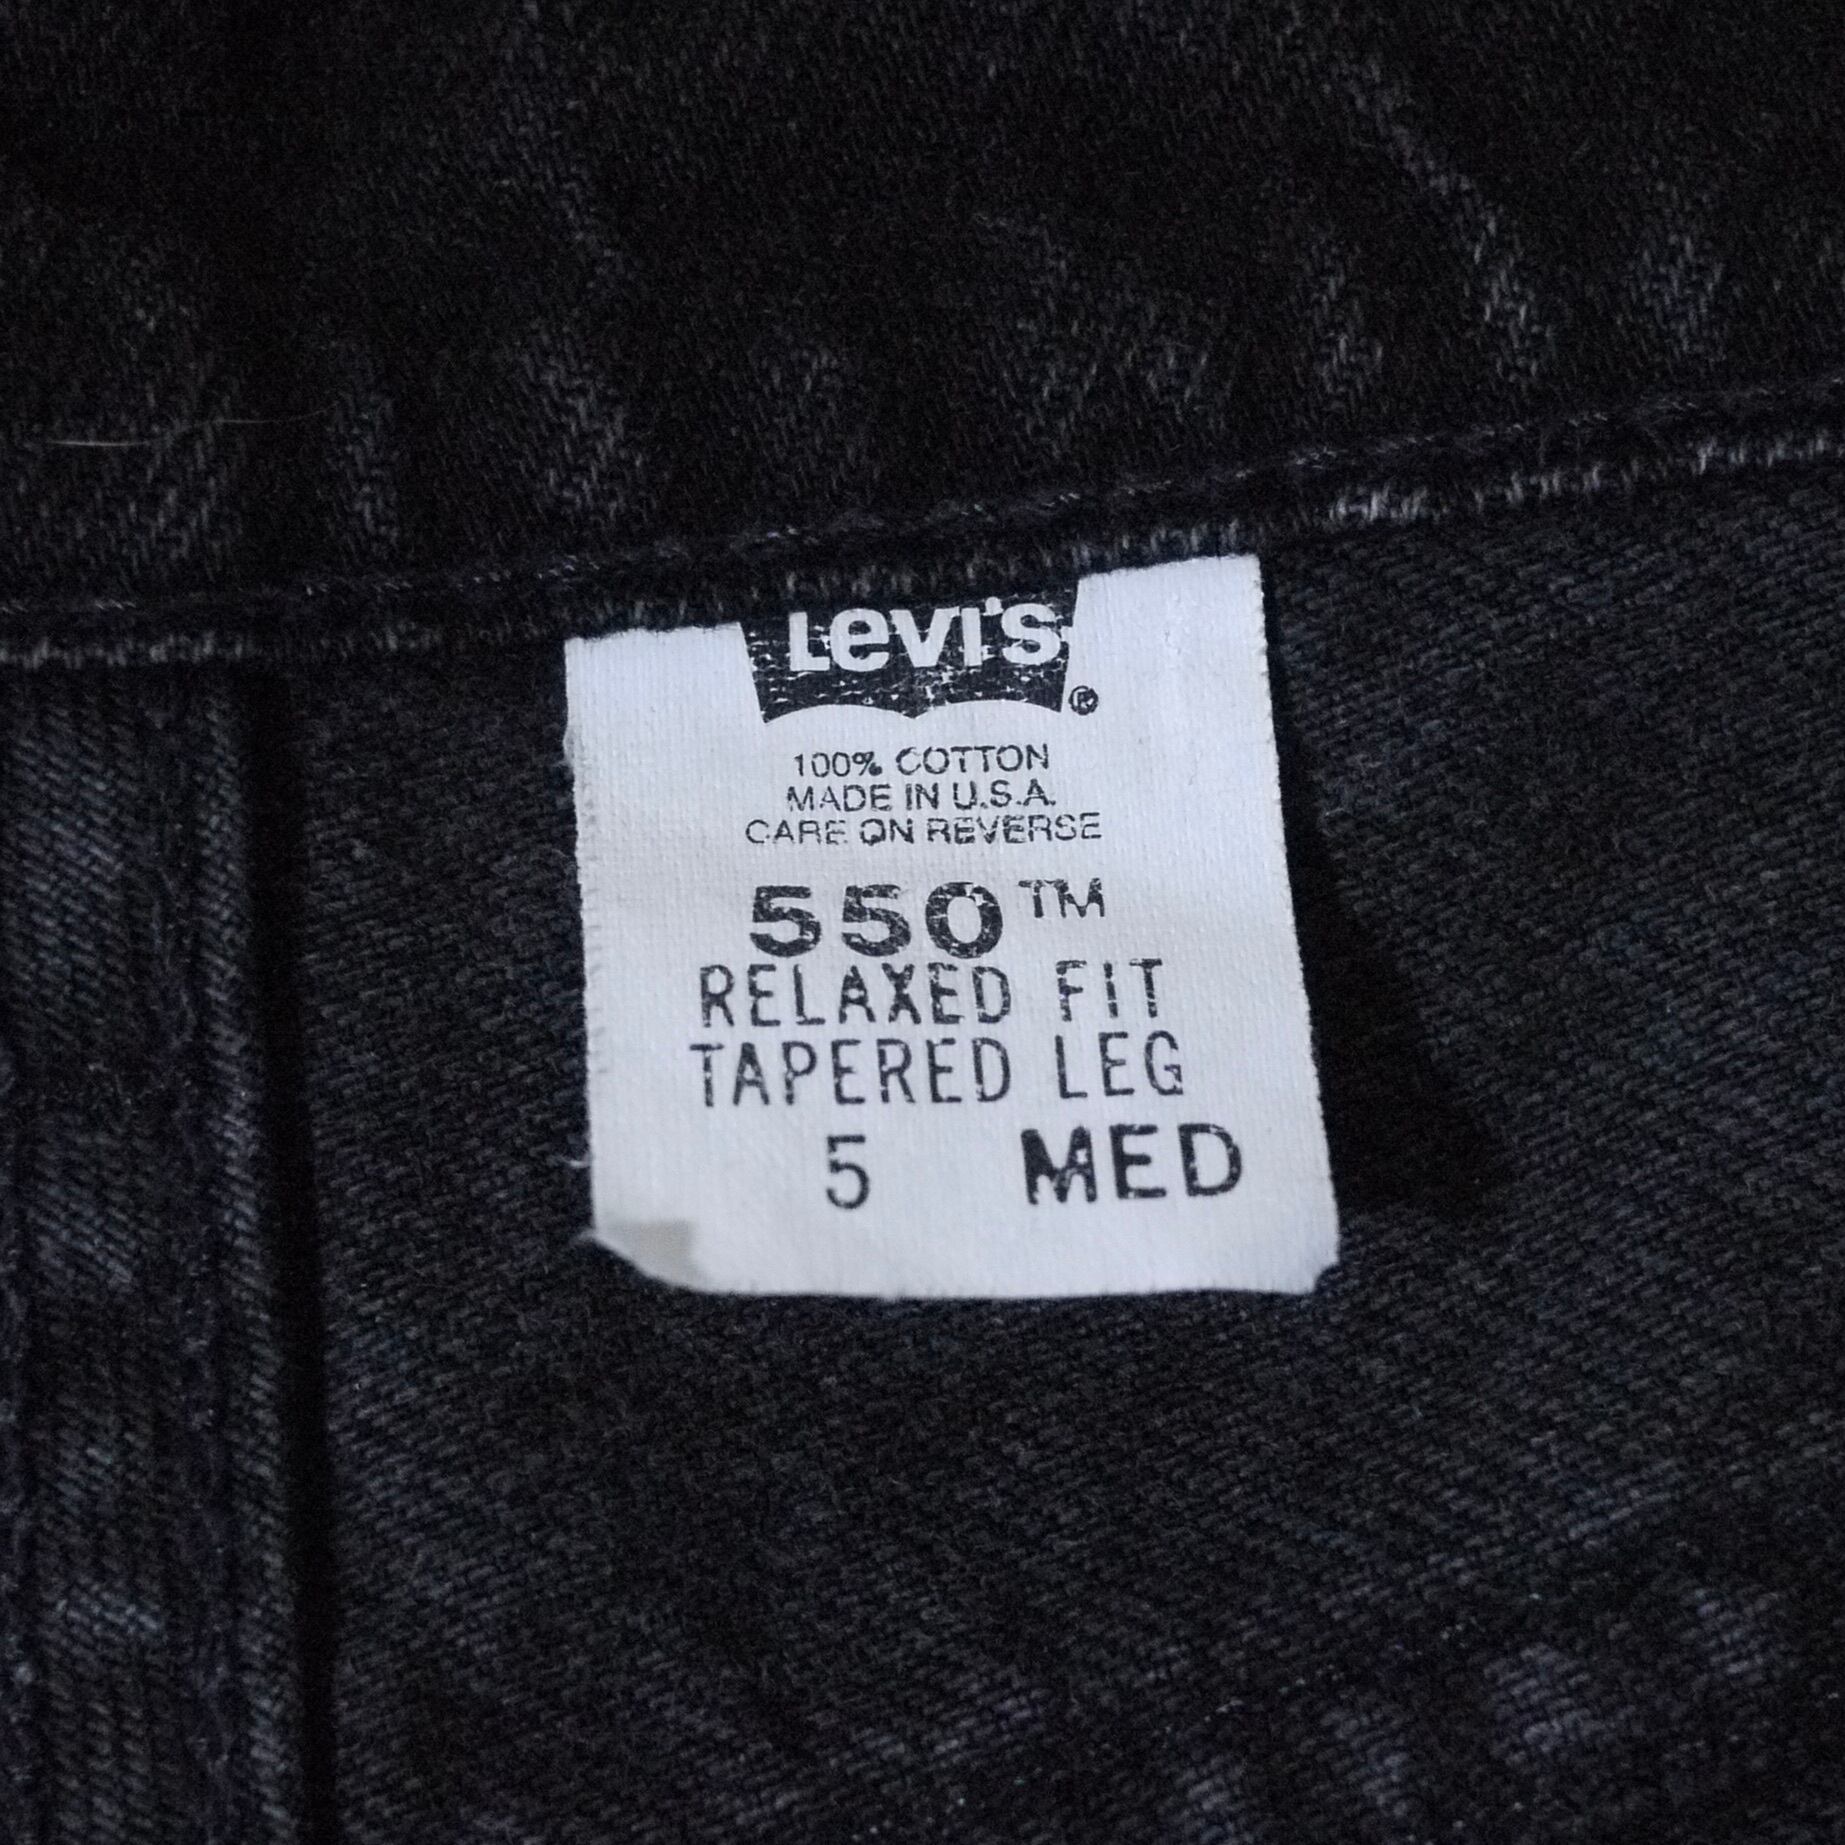 Levi's®
100% COTTON
MADE IN U.S.A.
CARE ON REVERSE
550™
RELAXED FIT
TAPERED LEG
5 MED